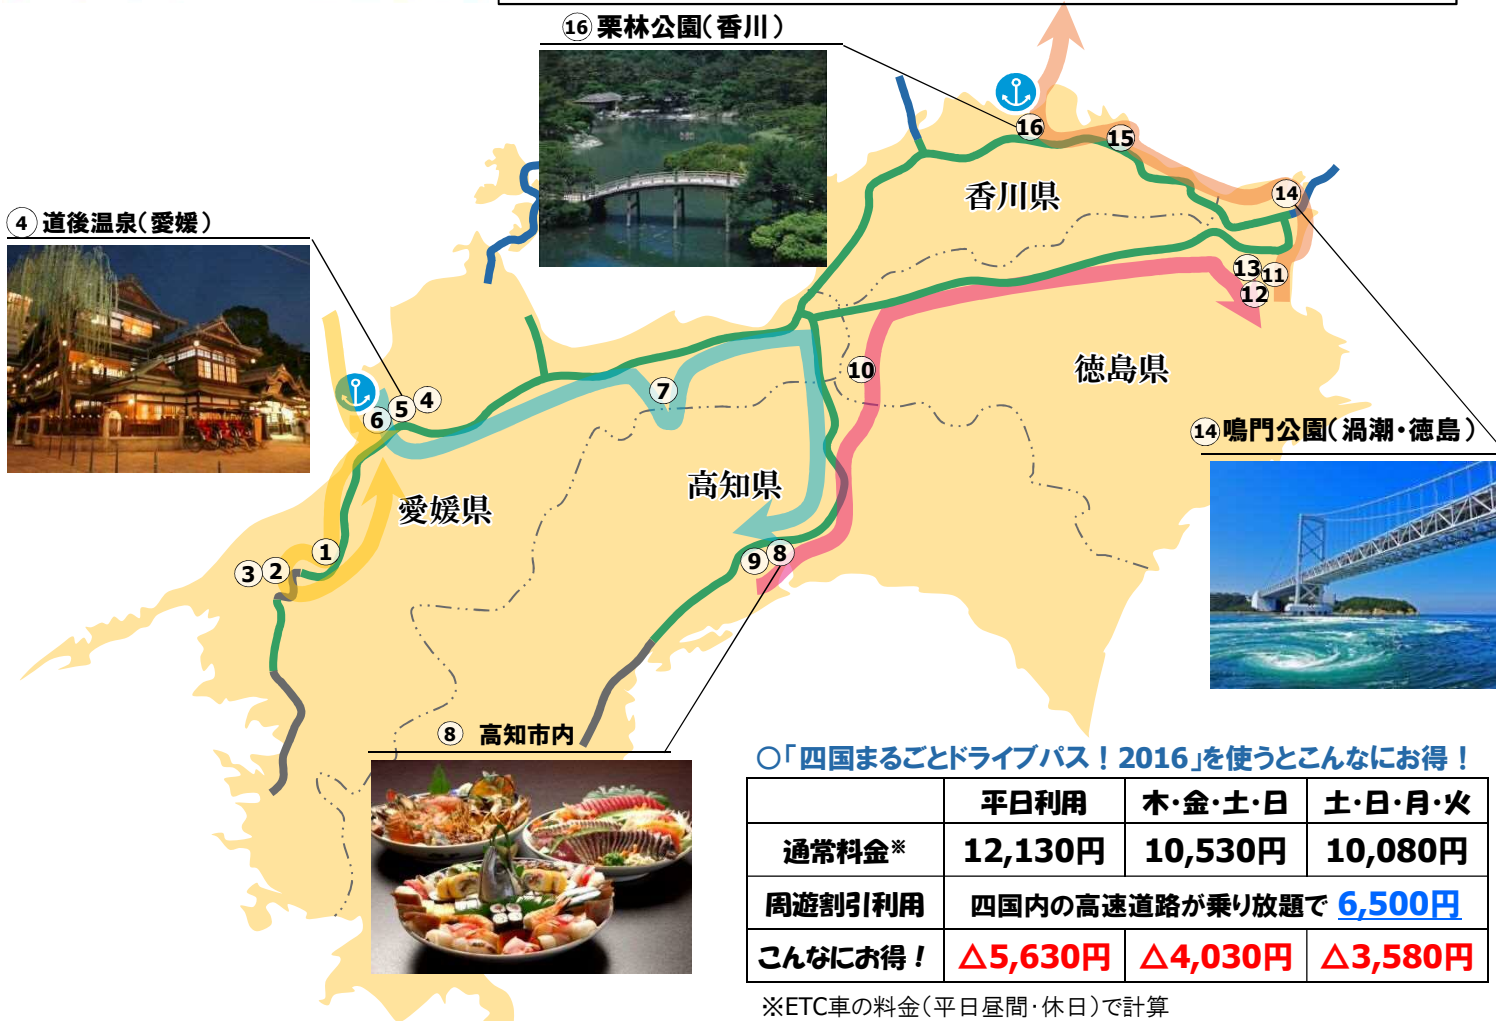 ⑯栗林公園(香川)
④道後温泉(愛媛)
⑯
⑮
⑭
香川県
⑬
⑪
⑫
⑩
徳島県
⑦
④
⑤
⑥
⑭鳴門公園(渦潮・徳島)
高知県
愛媛県
①
②
③
⑧
⑨
⑧ 高知市内
○「四国まるごとドライブパス！2016」を使うとこんなにお得！
平日利用 木・金・土・日 土・日・月・火
通常料金※ 12,130円 10,530円 10,080円
周遊割引利用 四国内の高速道路が乗り放題で 6,500円
こんなにお得！ △5,630円 △4,030円 △3,580円
※ETC車の料金(平日昼間・休日)で計算